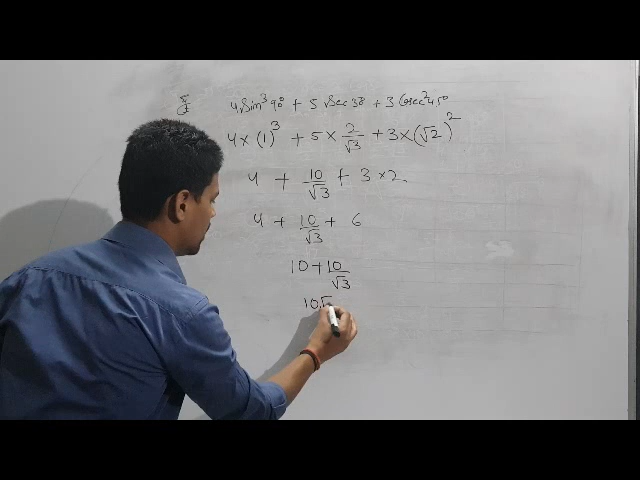 4 Sin³ 90° + 5 Sec 30 + 3 Cosec² 45°
4 × (1)³ + 5 × 2/√3 + 3 × (√2)²
4 + 10/√3 + 3 × 2
4 + 10/√3 + 6
10 + 10/√3
10√